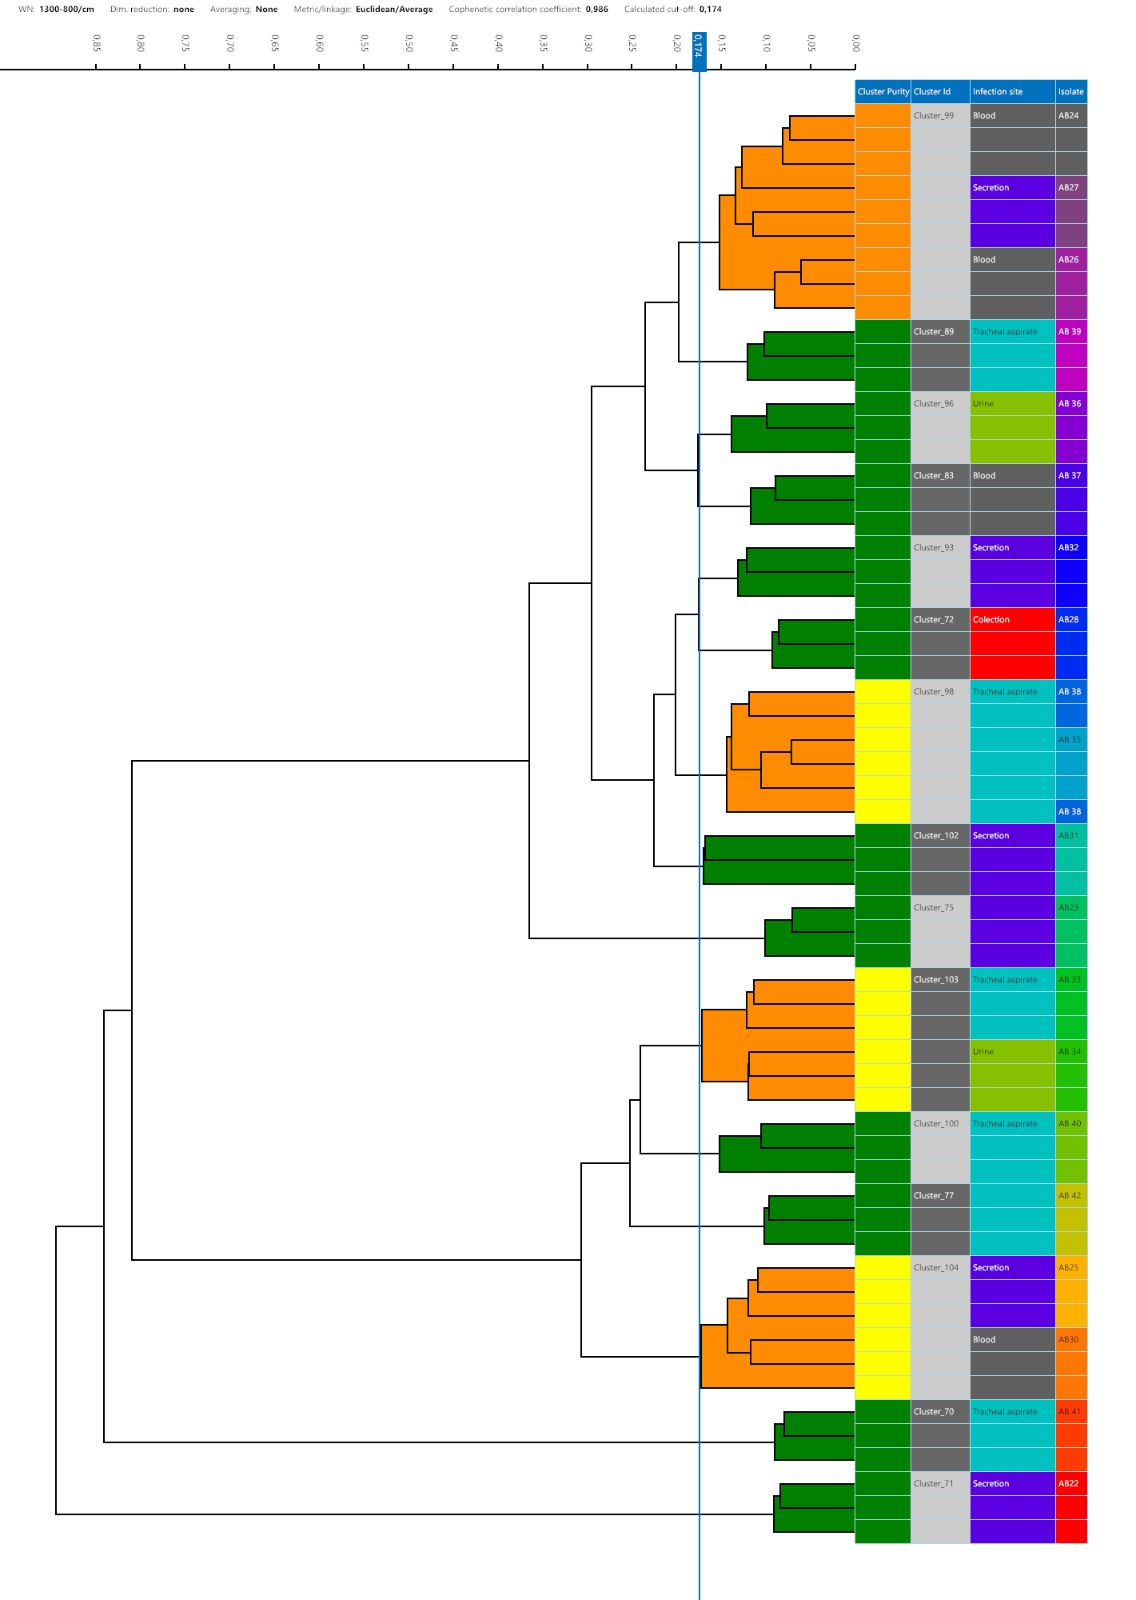 WN: 1300-800/cm Dim. reduction: none Averaging: None Metric/linkage: Euclidean/Average Cophenetic correlation coefficient: 0,986 Calculated cut-off: 0,174
0,85 0,80 0,75 0,70 0,65 0,60 0,55 0,50 0,45 0,40 0,35 0,30 0,25 0,20 0,174 0,15 0,10 0,05 0,00
Cluster Purity Cluster Id Infection site Isolate
Cluster_99 Blood AB24
Secretion AB27
Blood AB26
Cluster_89 Tracheal aspirate AB 39
Cluster_96 Urine AB 36
Cluster_83 Blood AB 37
Cluster_93 Secretion AB32
Cluster_72 Colection AB28
Cluster_98 Tracheal aspirate AB 38
AB 35
AB 38
Cluster_102 Secretion AB31
Cluster_75 AB23
Cluster_103 Tracheal aspirate AB 33
Urine AB 34
Cluster_100 Tracheal aspirate AB 40
Cluster_77 AB 42
Cluster_104 Secretion AB25
Blood AB30
Cluster_70 Tracheal aspirate AB 41
Cluster_71 Secretion AB22